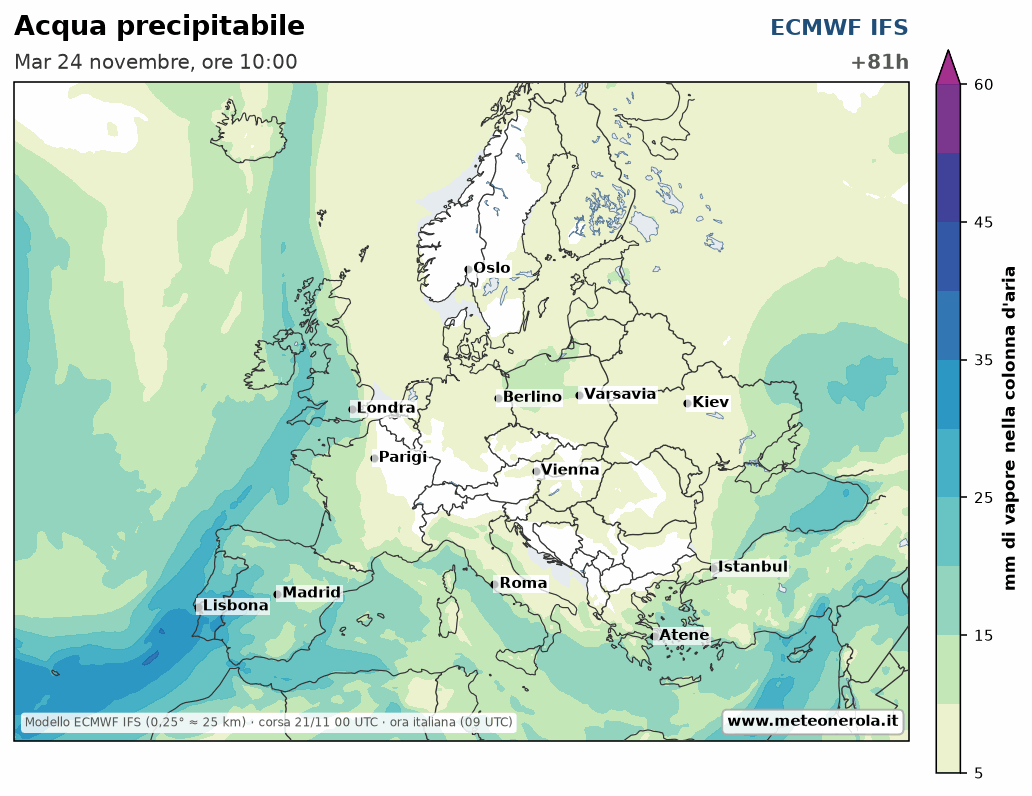 Acqua precipitabile
ECMWF IFS
Mar 24 novembre, ore 10:00
+81h
60
45
35
25
15
5
mm di vapore nella colonna d'aria
Oslo
Londra
Berlino
Varsavia
Kiev
Parigi
Vienna
Istanbul
Roma
Madrid
Lisbona
Atene
Modello ECMWF IFS (0,25° ≈ 25 km) · corsa 21/11 00 UTC · ora italiana (09 UTC)
www.meteonerola.it